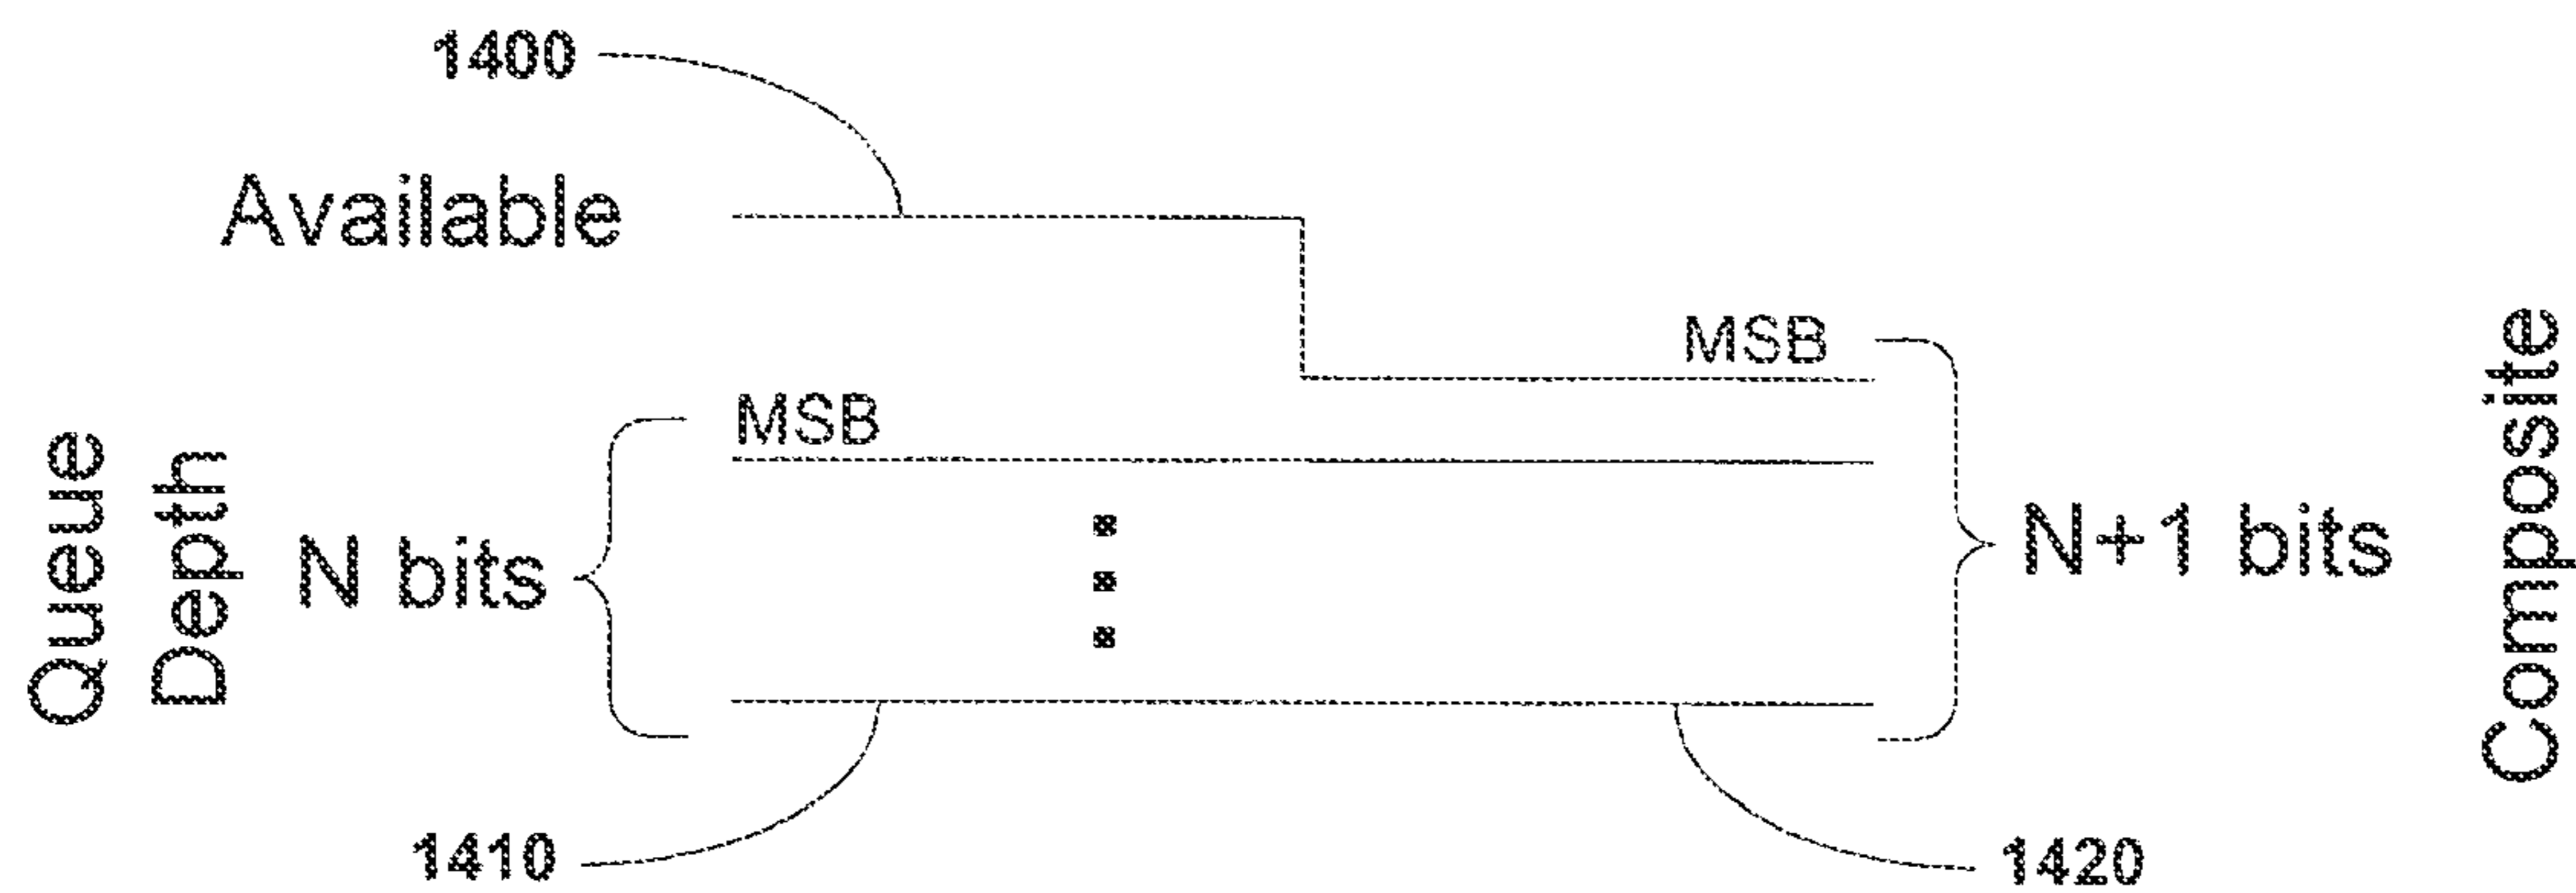 1400
Available
MSB
MSB
Queue
Depth
N bits
N+1 bits
Composite
1410
1420